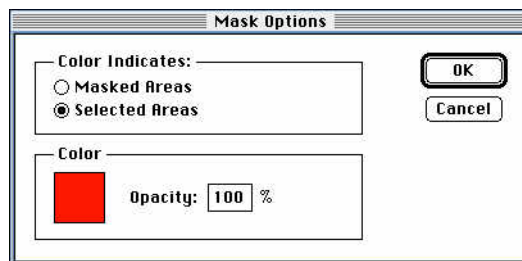 Mask Options
Color Indicates:
Masked Areas
Selected Areas
OK
Cancel
Color
Opacity: 100 %